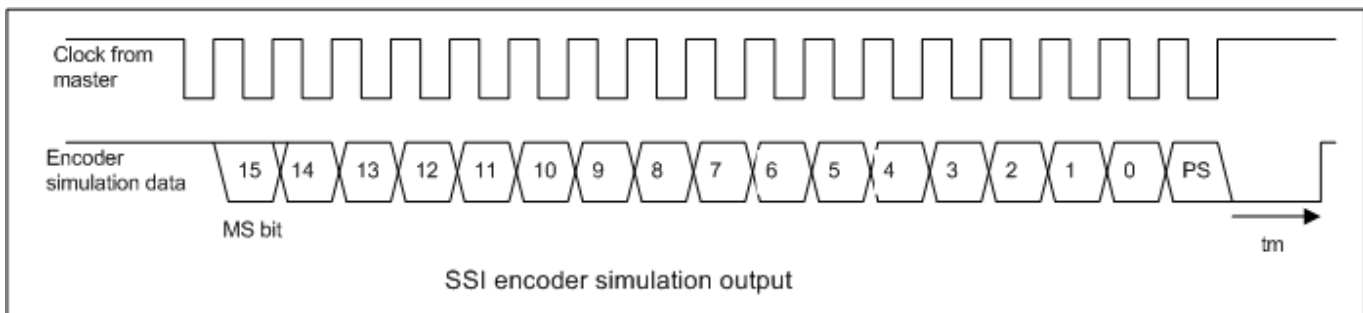 Clock from
master
Encoder
simulation data
15 14 13 12 11 10 9 8 7 6 5 4 3 2 1 0 PS
MS bit
tm
SSI encoder simulation output